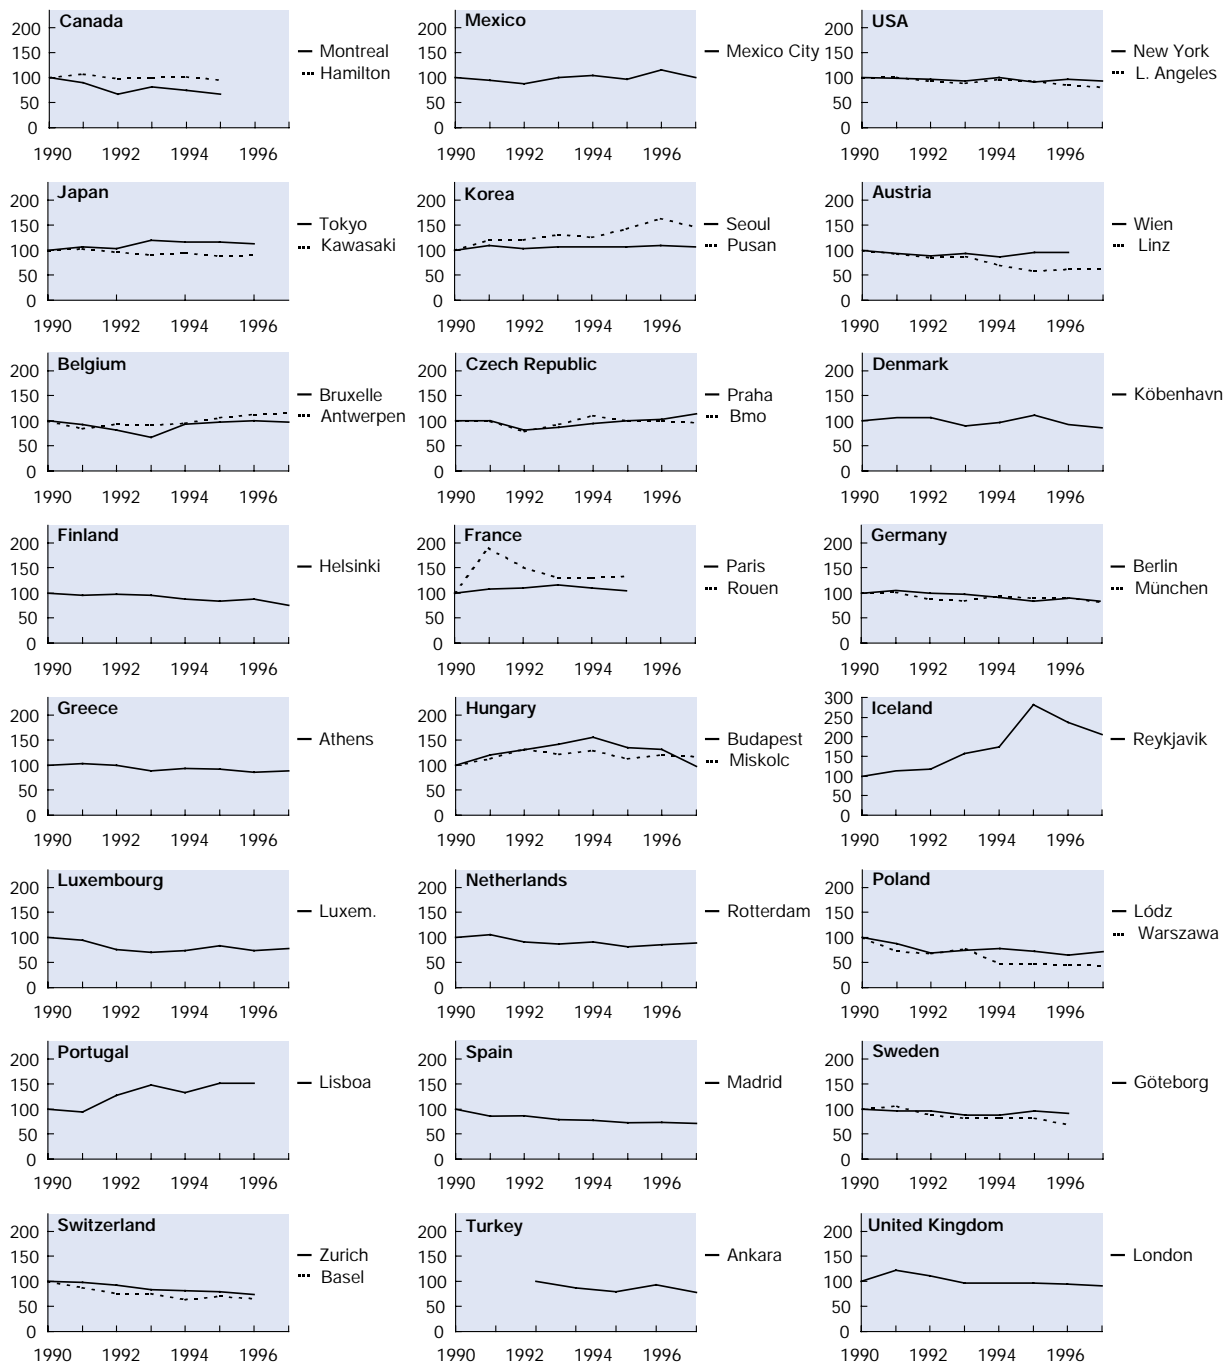 Canada
200
150
100
50
0
1990 1992 1994 1996
Montreal
Hamilton
Mexico
200
150
100
50
0
1990 1992 1994 1996
Mexico City
USA
200
150
100
50
0
1990 1992 1994 1996
New York
L. Angeles
Japan
200
150
100
50
0
1990 1992 1994 1996
Tokyo
Kawasaki
Korea
200
150
100
50
0
1990 1992 1994 1996
Seoul
Pusan
Austria
200
150
100
50
0
1990 1992 1994 1996
Wien
Linz
Belgium
200
150
100
50
0
1990 1992 1994 1996
Bruxelle
Antwerpen
Czech Republic
200
150
100
50
0
1990 1992 1994 1996
Praha
Bmo
Denmark
200
150
100
50
0
1990 1992 1994 1996
Köbenhavn
Finland
200
150
100
50
0
1990 1992 1994 1996
Helsinki
France
200
150
100
50
0
1990 1992 1994 1996
Paris
Rouen
Germany
200
150
100
50
0
1990 1992 1994 1996
Berlin
München
Greece
200
150
100
50
0
1990 1992 1994 1996
Athens
Hungary
200
150
100
50
0
1990 1992 1994 1996
Budapest
Miskolc
Iceland
300
250
200
150
100
50
0
1990 1992 1994 1996
Reykjavik
Luxembourg
200
150
100
50
0
1990 1992 1994 1996
Luxem.
Netherlands
200
150
100
50
0
1990 1992 1994 1996
Rotterdam
Poland
200
150
100
50
0
1990 1992 1994 1996
Lódz
Warszawa
Portugal
200
150
100
50
0
1990 1992 1994 1996
Lisboa
Spain
200
150
100
50
0
1990 1992 1994 1996
Madrid
Sweden
200
150
100
50
0
1990 1992 1994 1996
Göteborg
Switzerland
200
150
100
50
0
1990 1992 1994 1996
Zurich
Basel
Turkey
200
150
100
50
0
1990 1992 1994 1996
Ankara
United Kingdom
200
150
100
50
0
1990 1992 1994 1996
London